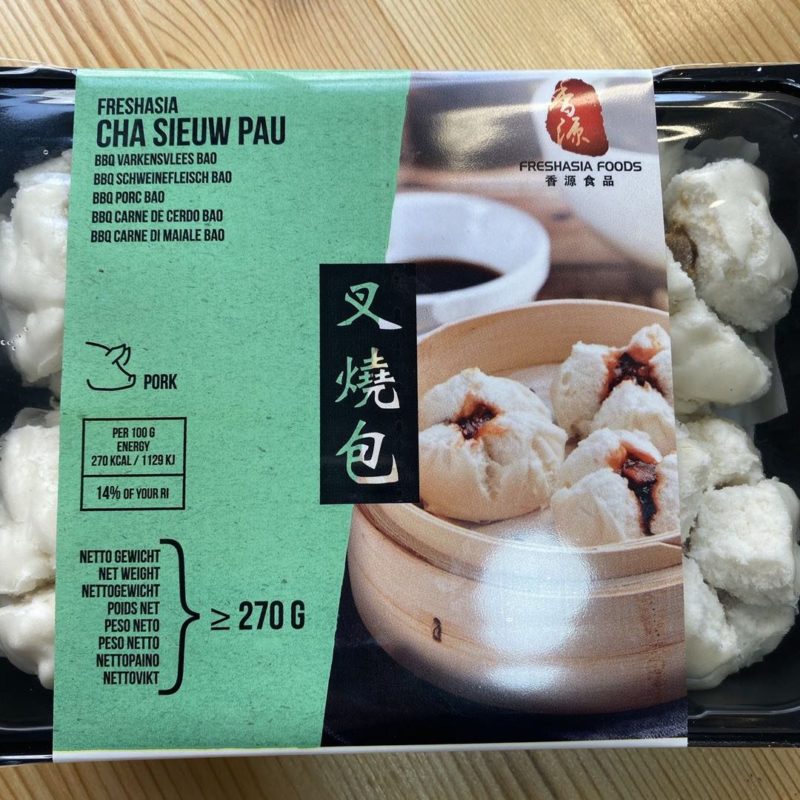 FRESHASIA
CHA SIEUW PAU
BBQ VARKENSVLEES BAO
BBQ SCHWEINEFLEISCH BAO
BBQ PORC BAO
BBQ CARNE DE CERDO BAO
BBQ CARNE DI MAIALE BAO
香源
FRESHASIA FOODS
香源食品
叉燒包
PORK
PER 100 G
ENERGY
270 KCAL / 1129 KJ
14% OF YOUR RI
NETTO GEWICHT
NET WEIGHT
NETTOGEWICHT
POIDS NET
PESO NETO
PESO NETTO
NETTOPAINO
NETTOVIKT
≥ 270 G